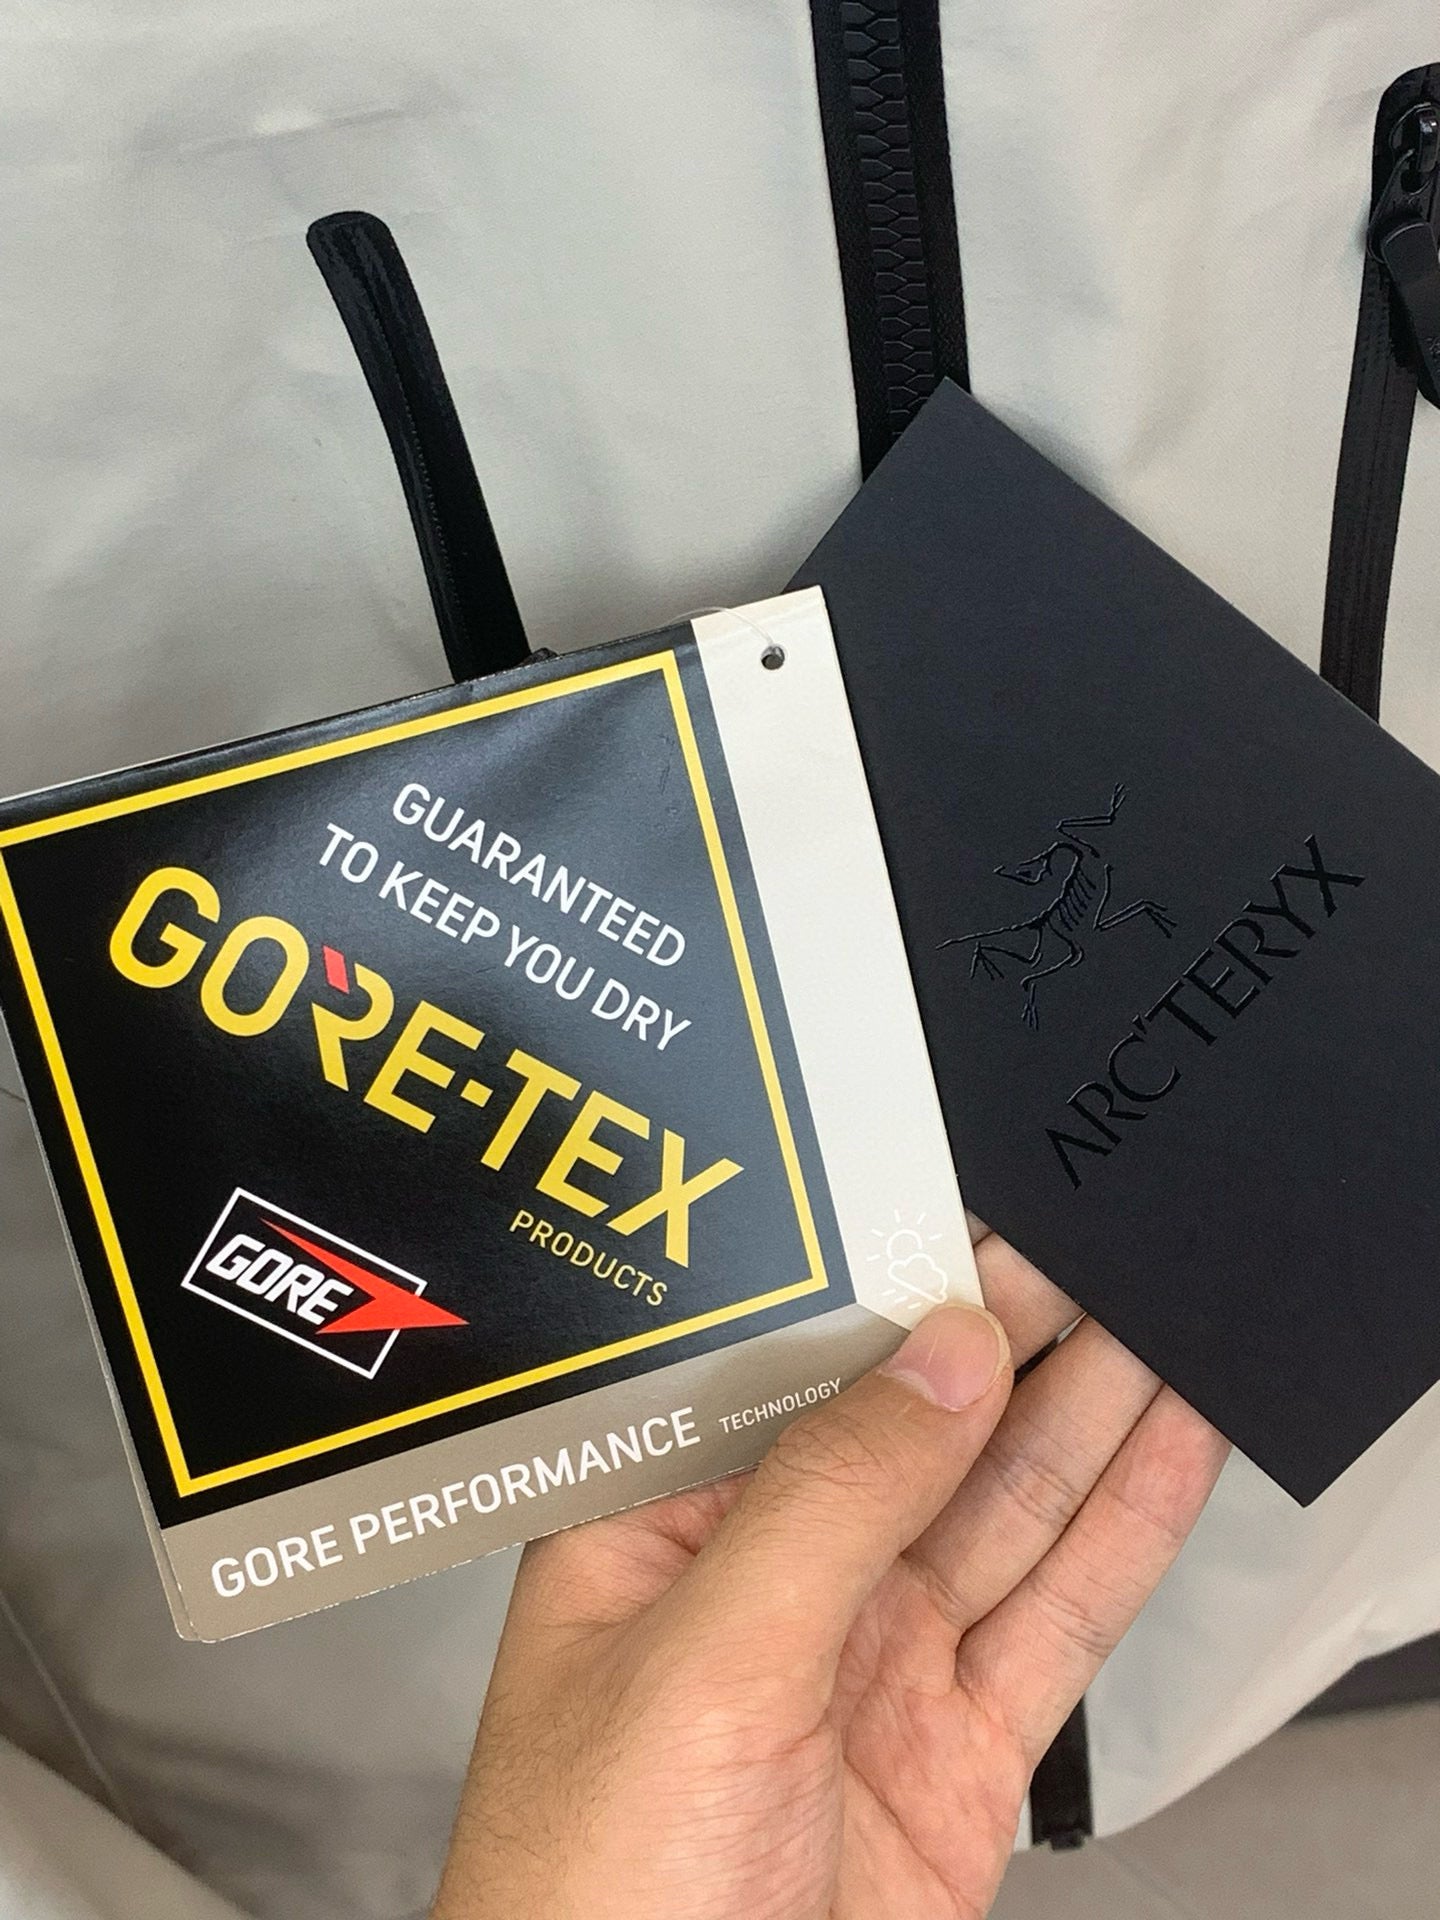 GUARANTEED
TO KEEP YOU DRY
GORE-TEX
PRODUCTS
GORE
GORE PERFORMANCE TECHNOLOGY
ARC'TERYX